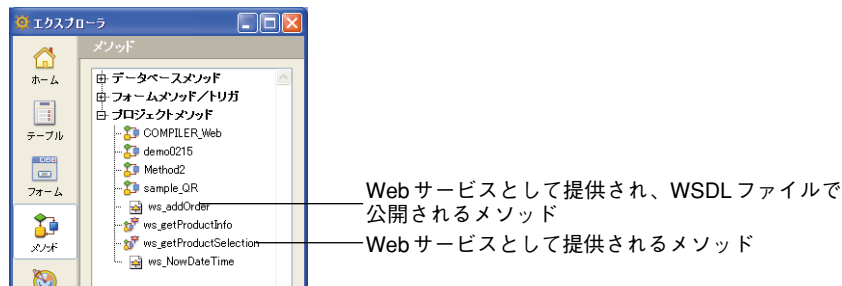 エクスプローラ
メソッド
ホーム
テーブル
フォーム
メソッド
データベースメソッド
フォームメソッド／トリガ
プロジェクトメソッド
COMPILER_Web
demo0215
Method2
sample_QR
ws_addOrder
ws_getProductInfo
ws_getProductSelection
ws_NowDateTime
Webサービスとして提供され、WSDLファイルで
公開されるメソッド
Webサービスとして提供されるメソッド